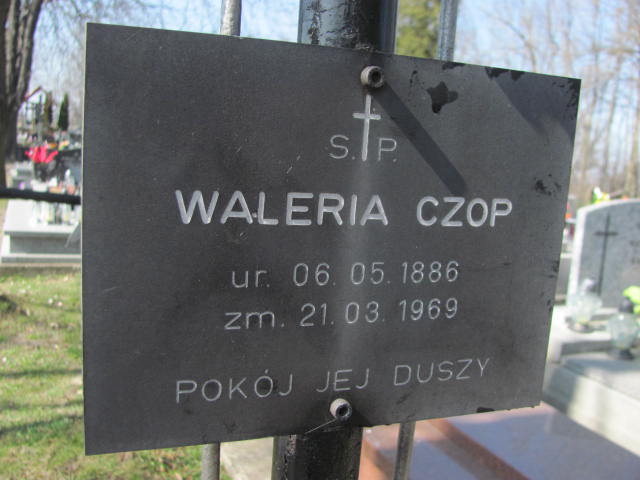 S. P.
WALERIA CZOP
ur. 06. 05. 1886
zm. 21. 03. 1969
POKÓJ JEJ DUSZY